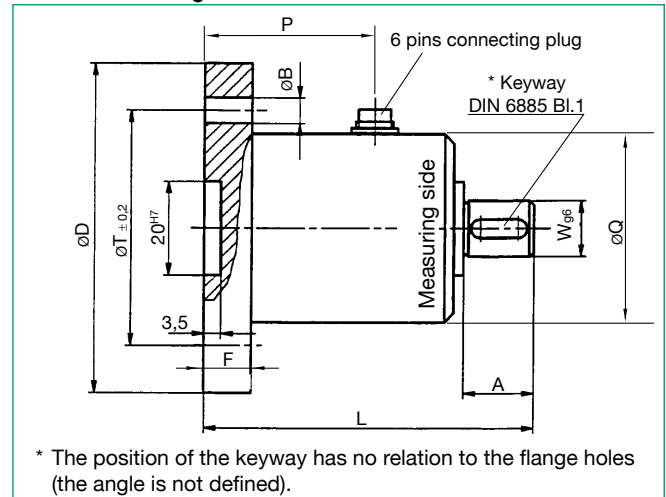 P
6 pins connecting plug
ØB
* Keyway
DIN 6885 Bl.1
ØD
ØT ± 0,2
20H7
Measuring side
Wg6
ØQ
3,5
F
A
L
* The position of the keyway has no relation to the flange holes
(the angle is not defined).